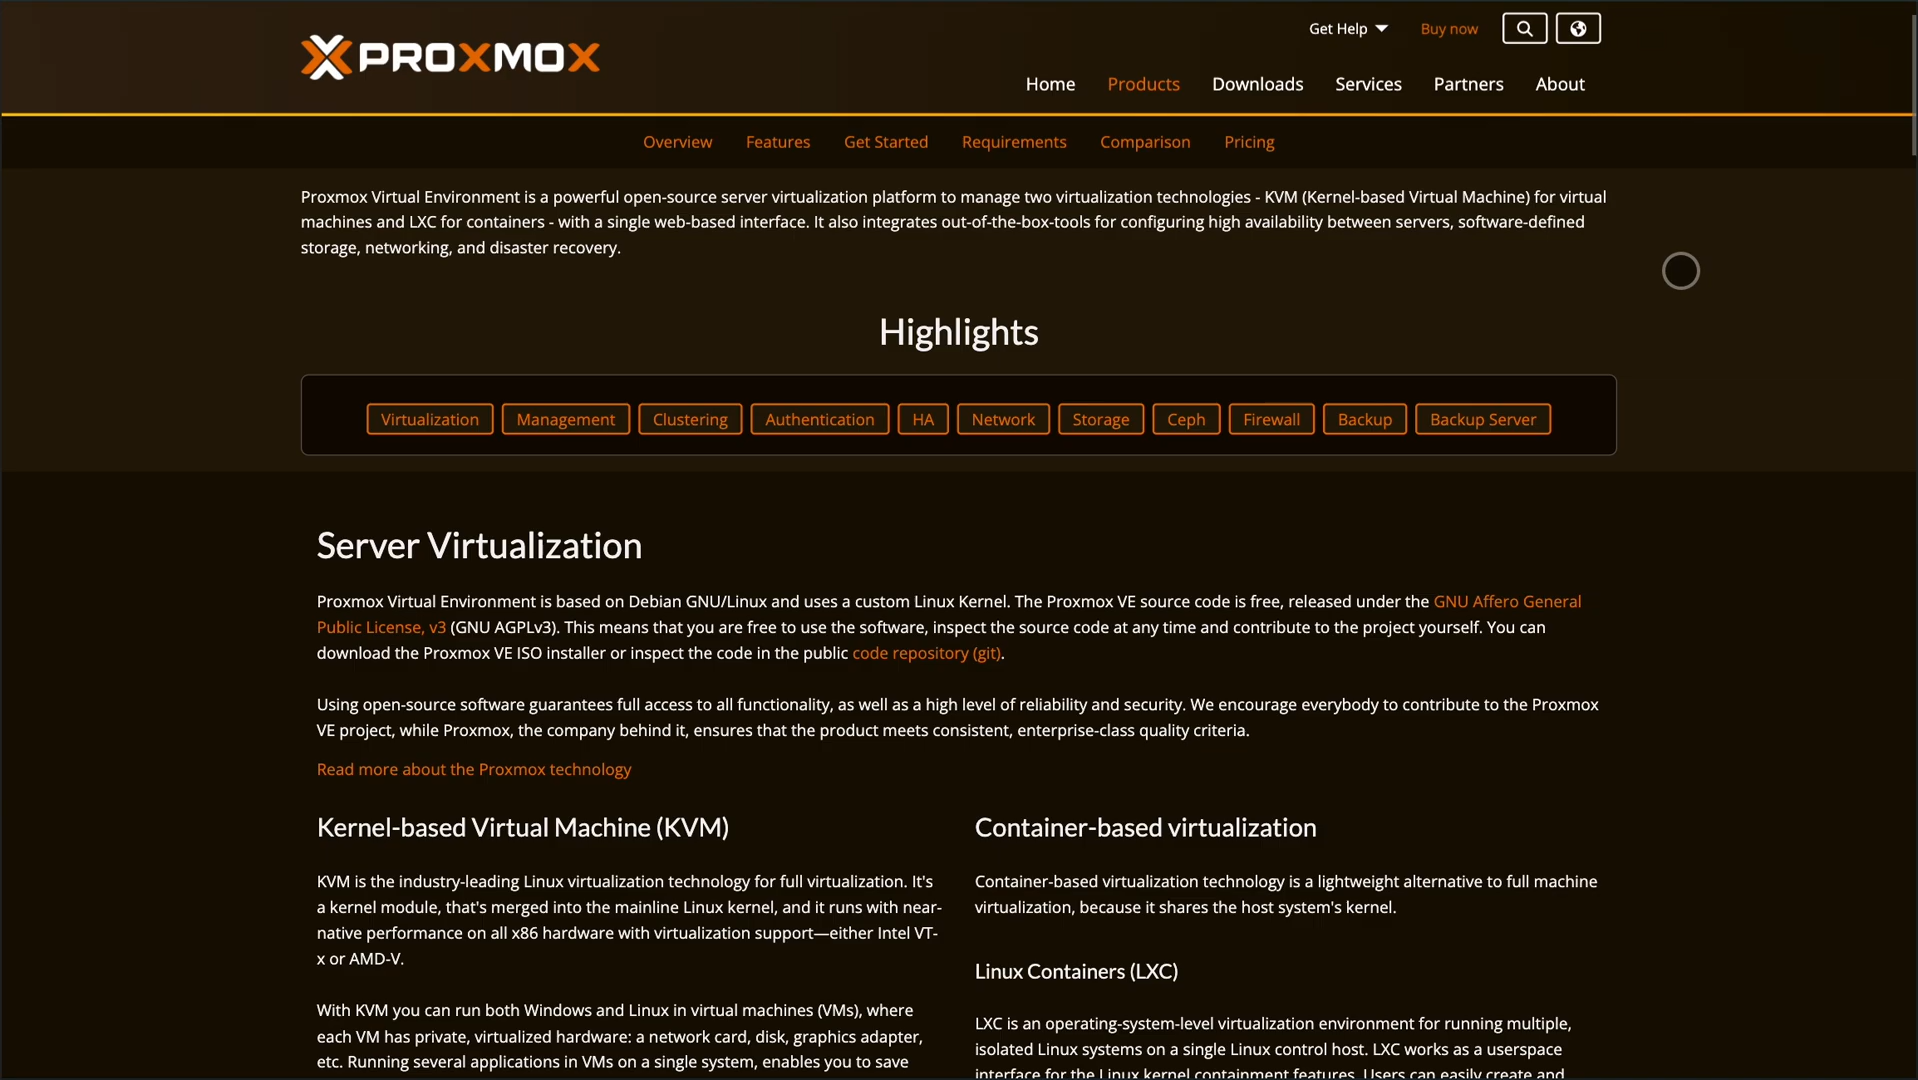 Get Help
Buy now
PROXMOX
Home Products Downloads Services Partners About
Overview Features Get Started Requirements Comparison Pricing
Proxmox Virtual Environment is a powerful open-source server virtualization platform to manage two virtualization technologies - KVM (Kernel-based Virtual Machine) for virtual
machines and LXC for containers - with a single web-based interface. It also integrates out-of-the-box-tools for configuring high availability between servers, software-defined
storage, networking, and disaster recovery.
Highlights
Virtualization Management Clustering Authentication HA Network Storage Ceph Firewall Backup Backup Server
Server Virtualization
Proxmox Virtual Environment is based on Debian GNU/Linux and uses a custom Linux Kernel. The Proxmox VE source code is free, released under the GNU Affero General
Public License, v3 (GNU AGPLv3). This means that you are free to use the software, inspect the source code at any time and contribute to the project yourself. You can
download the Proxmox VE ISO installer or inspect the code in the public code repository (git).
Using open-source software guarantees full access to all functionality, as well as a high level of reliability and security. We encourage everybody to contribute to the Proxmox
VE project, while Proxmox, the company behind it, ensures that the product meets consistent, enterprise-class quality criteria.
Read more about the Proxmox technology
Kernel-based Virtual Machine (KVM)
KVM is the industry-leading Linux virtualization technology for full virtualization. It's
a kernel module, that's merged into the mainline Linux kernel, and it runs with near-
native performance on all x86 hardware with virtualization support—either Intel VT-
x or AMD-V.
With KVM you can run both Windows and Linux in virtual machines (VMs), where
each VM has private, virtualized hardware: a network card, disk, graphics adapter,
etc. Running several applications in VMs on a single system, enables you to save
Container-based virtualization
Container-based virtualization technology is a lightweight alternative to full machine
virtualization, because it shares the host system's kernel.
Linux Containers (LXC)
LXC is an operating-system-level virtualization environment for running multiple,
isolated Linux systems on a single Linux control host. LXC works as a userspace
interface for the Linux kernel containment features. Users can easily create and